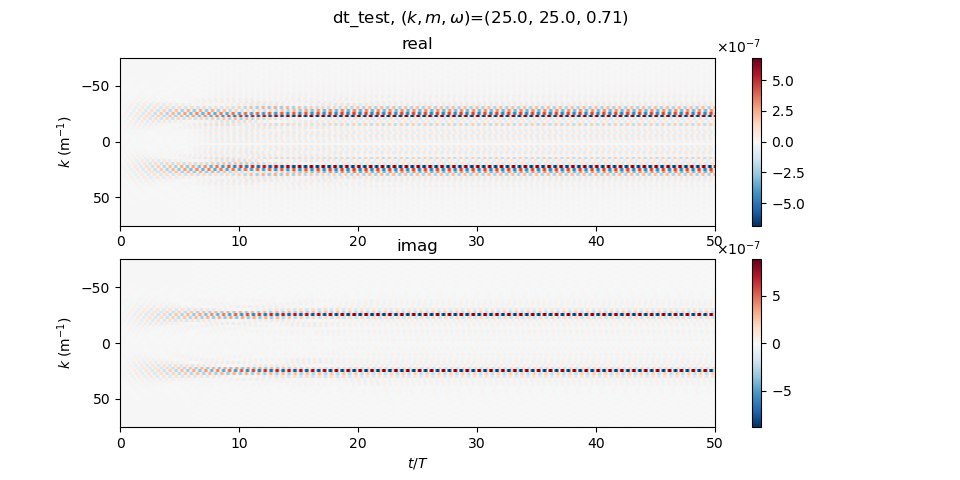 dt_test, (k, m, ω)=(25.0, 25.0, 0.71)
real
×10⁻⁷
−50
0
50
k (m⁻¹)
0 10 20 30 40 50
5.0
2.5
0.0
−2.5
−5.0
imag
×10⁻⁷
−50
0
50
k (m⁻¹)
0 10 20 30 40 50
t/T
5
0
−5